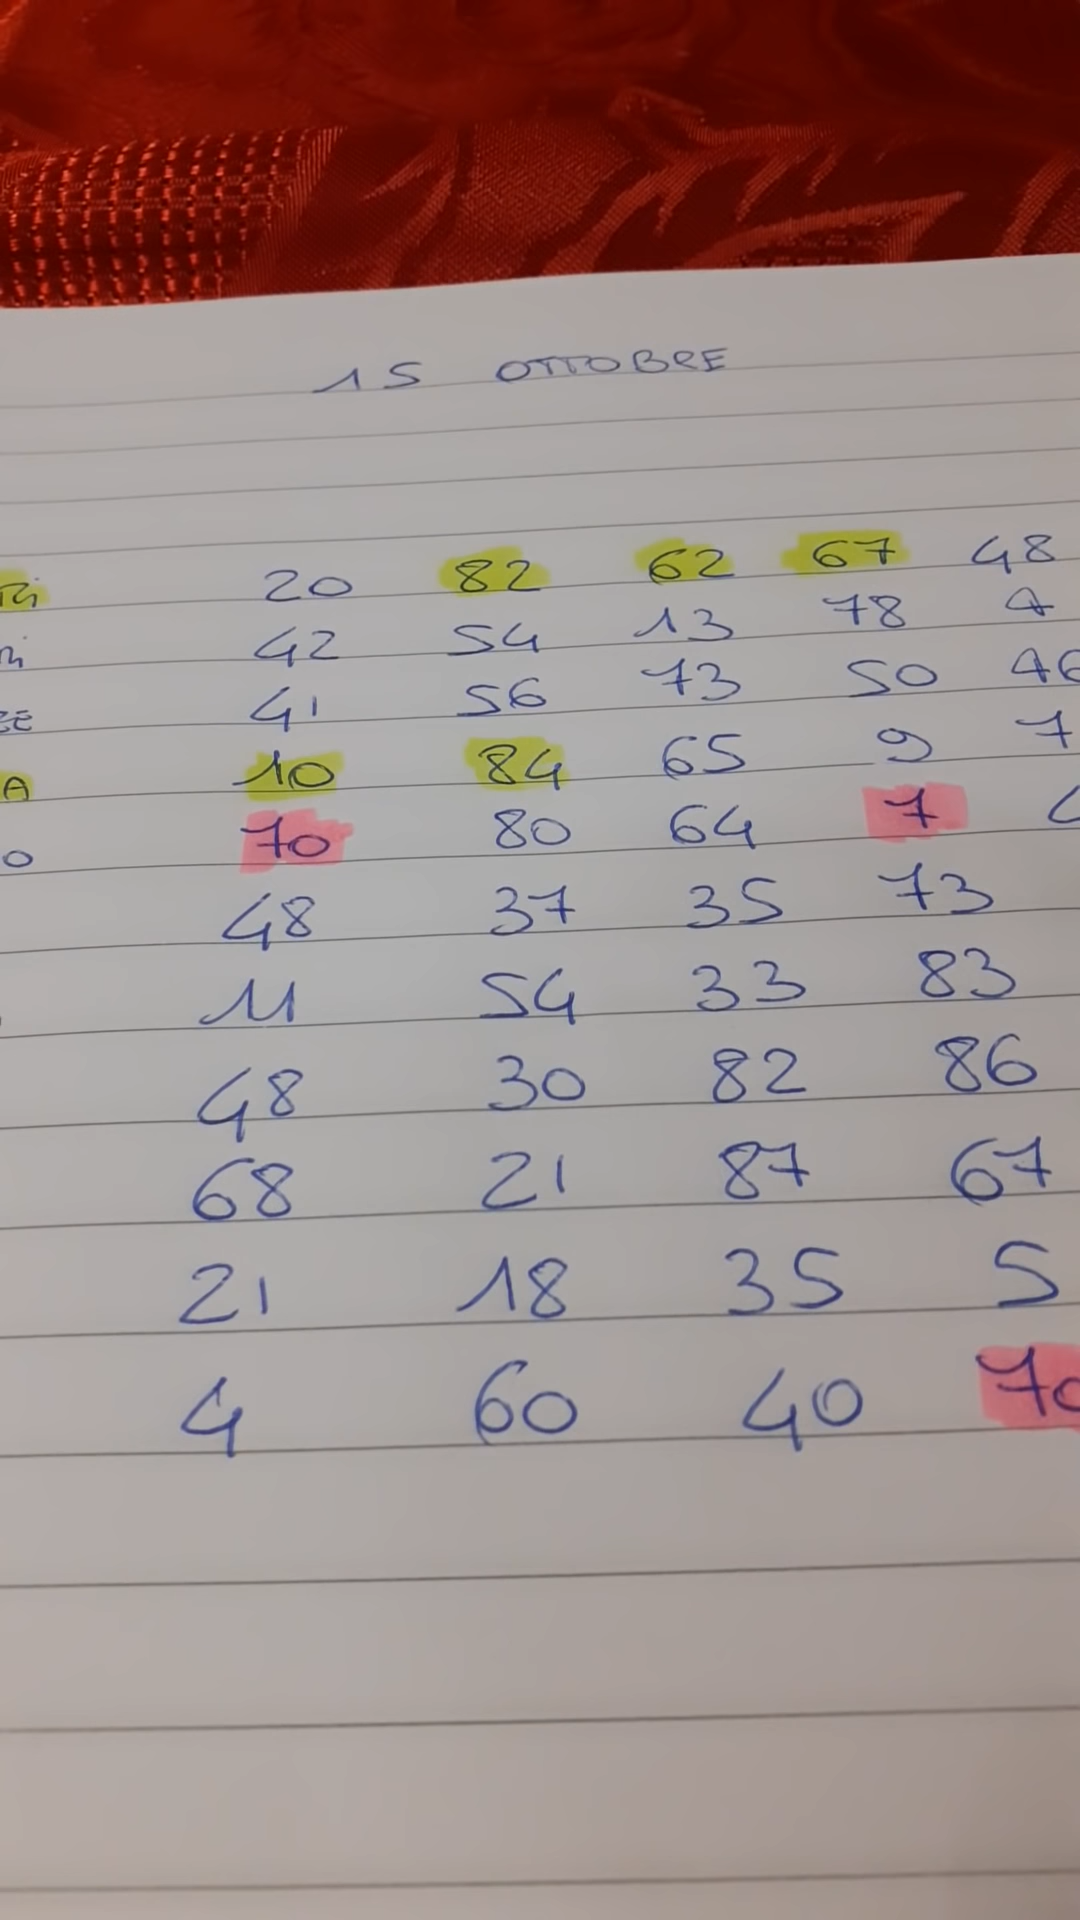 15 OTTOBRE
20 82 62 67 48
42 54 13 78 4
41 56 73 50 46
A 10 84 65 9 7
O 70 80 64 7
48 37 35 73
11 54 33 83
48 30 82 86
68 21 87 67
21 18 35 5
4 60 40 70